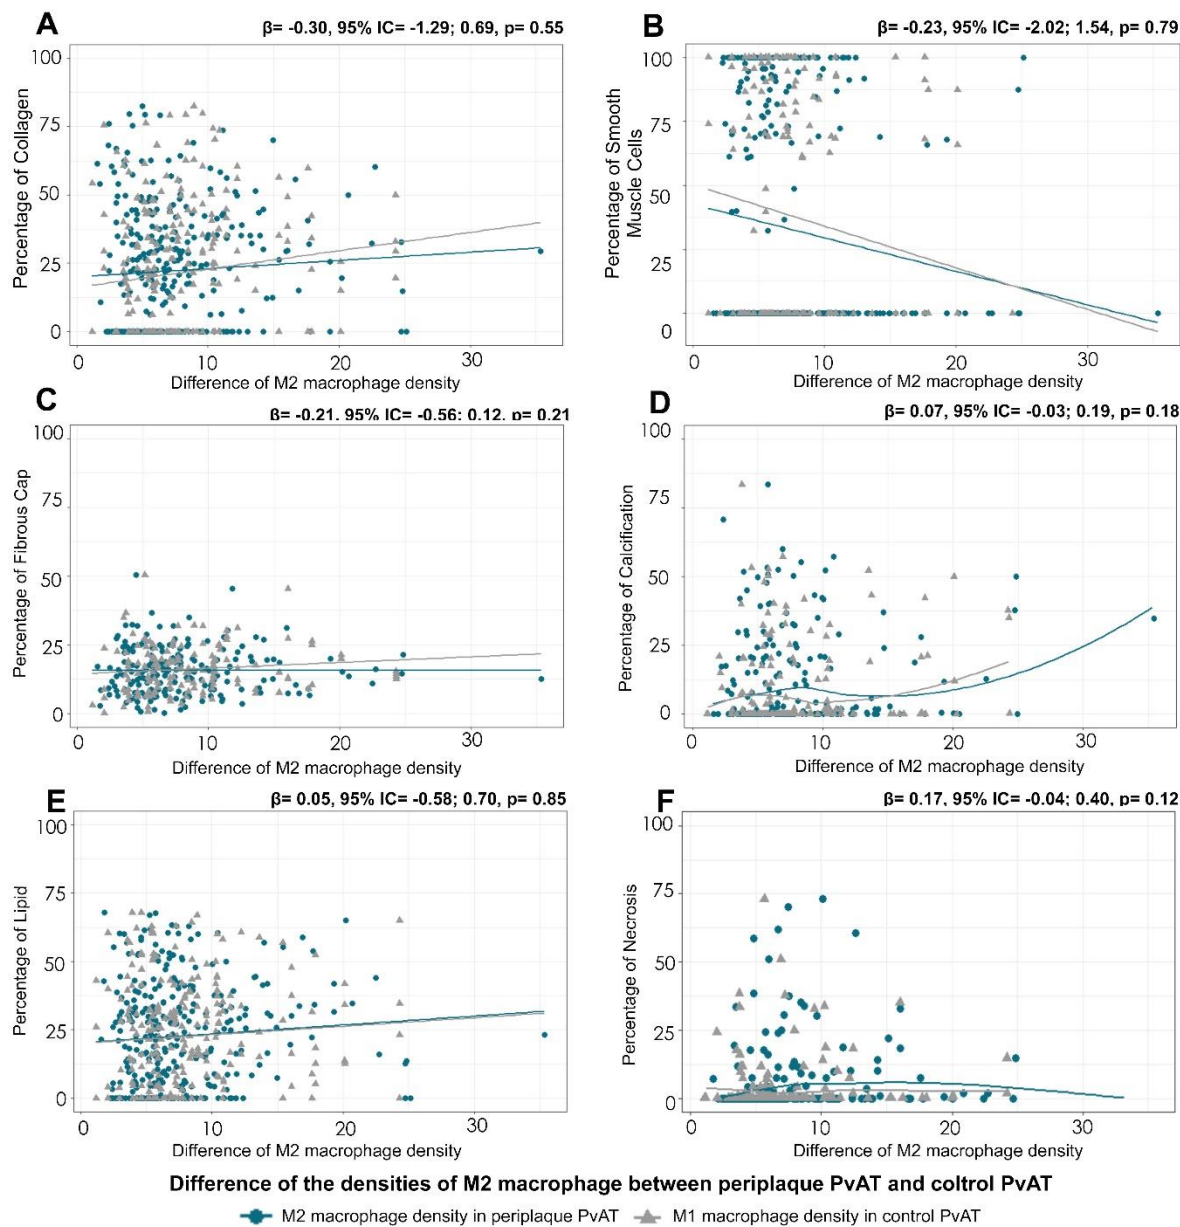 A
β= -0.30, 95% IC= -1.29; 0.69, p= 0.55
100
75
50
25
0
Percentage of Collagen
0 10 20 30
Difference of M2 macrophage density
B
β= -0.23, 95% IC= -2.02; 1.54, p= 0.79
100
75
50
25
0
Percentage of Smooth
Muscle Cells
0 10 20 30
Difference of M2 macrophage density
C
β= -0.21, 95% IC= -0.56; 0.12, p= 0.21
100
75
50
25
0
Percentage of Fibrous Cap
0 10 20 30
Difference of M2 macrophage density
D
β= 0.07, 95% IC= -0.03; 0.19, p= 0.18
100
75
50
25
0
Percentage of Calcification
0 10 20 30
Difference of M2 macrophage density
E
β= 0.05, 95% IC= -0.58; 0.70, p= 0.85
100
75
50
25
0
Percentage of Lipid
0 10 20 30
Difference of M2 macrophage density
F
β= 0.17, 95% IC= -0.04; 0.40, p= 0.12
100
75
50
25
0
Percentage of Necrosis
0 10 20 30
Difference of M2 macrophage density
Difference of the densities of M2 macrophage between periplaque PvAT and coltrol PvAT
M2 macrophage density in periplaque PvAT M1 macrophage density in control PvAT